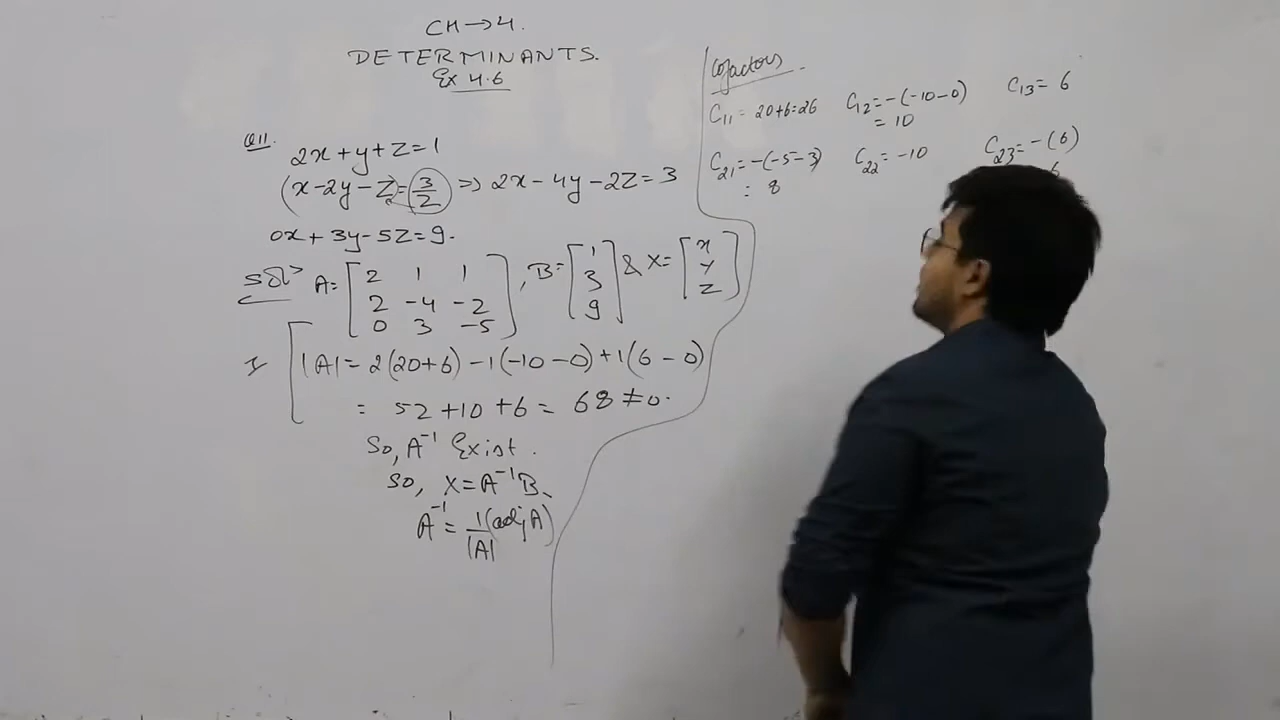 CH→4.
DETERMINANTS.
Ex 4.6
Q11. 2x+y+z=1
(x-2y-z)=3/2 => 2x-4y-2z=3
0x+3y-5z=9.
Sol> A= [2 1 1; 2 -4 -2; 0 3 -5], B= [1; 3; 9] & X= [x; y; z]
|A|= 2(20+6) -1(-10-0) +1(6-0)
= 52+10+6 = 68 ≠0.
So, A⁻¹ Exist.
So, X=A⁻¹B
A⁻¹= 1/|A| (adj A)
Cofactors
C11 = 20+6=26 C12=-(-10-0) C13= 6
= 10
C21=-(-5-3) C22=-10 C23=-(6)
= 8 6